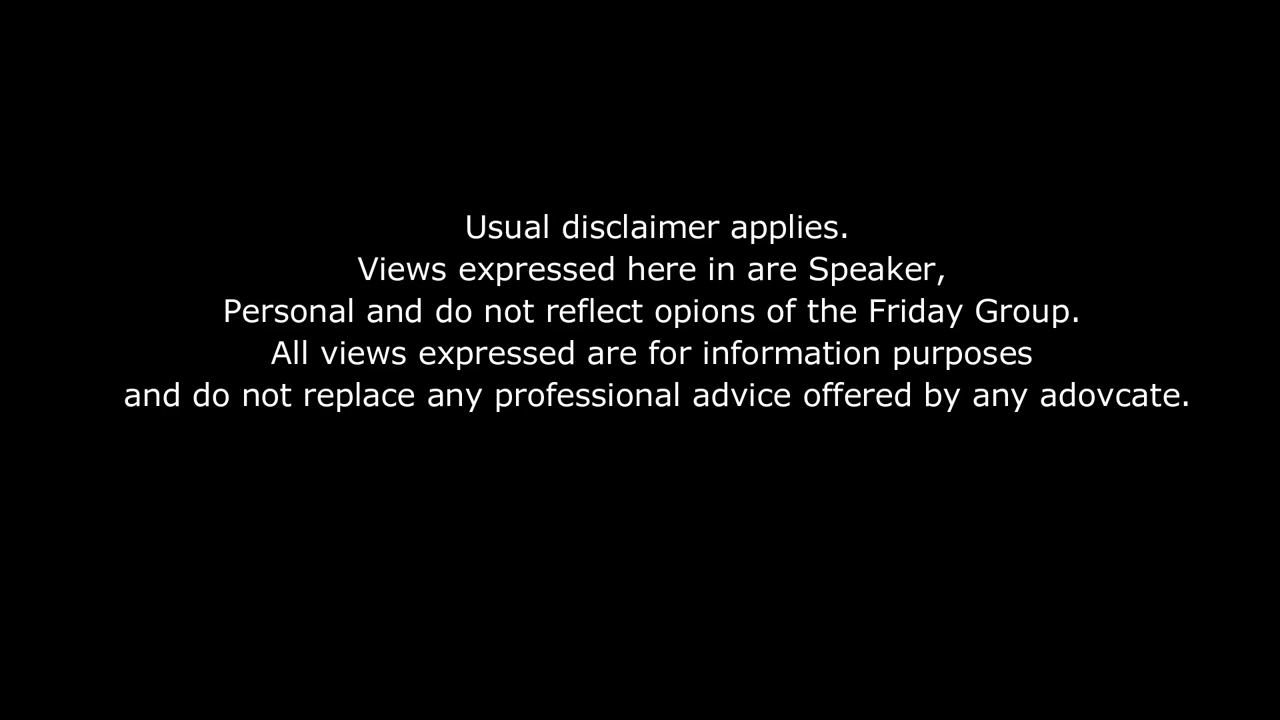 Usual disclaimer applies.
Views expressed here in are Speaker,
Personal and do not reflect opions of the Friday Group.
All views expressed are for information purposes
and do not replace any professional advice offered by any adovcate.